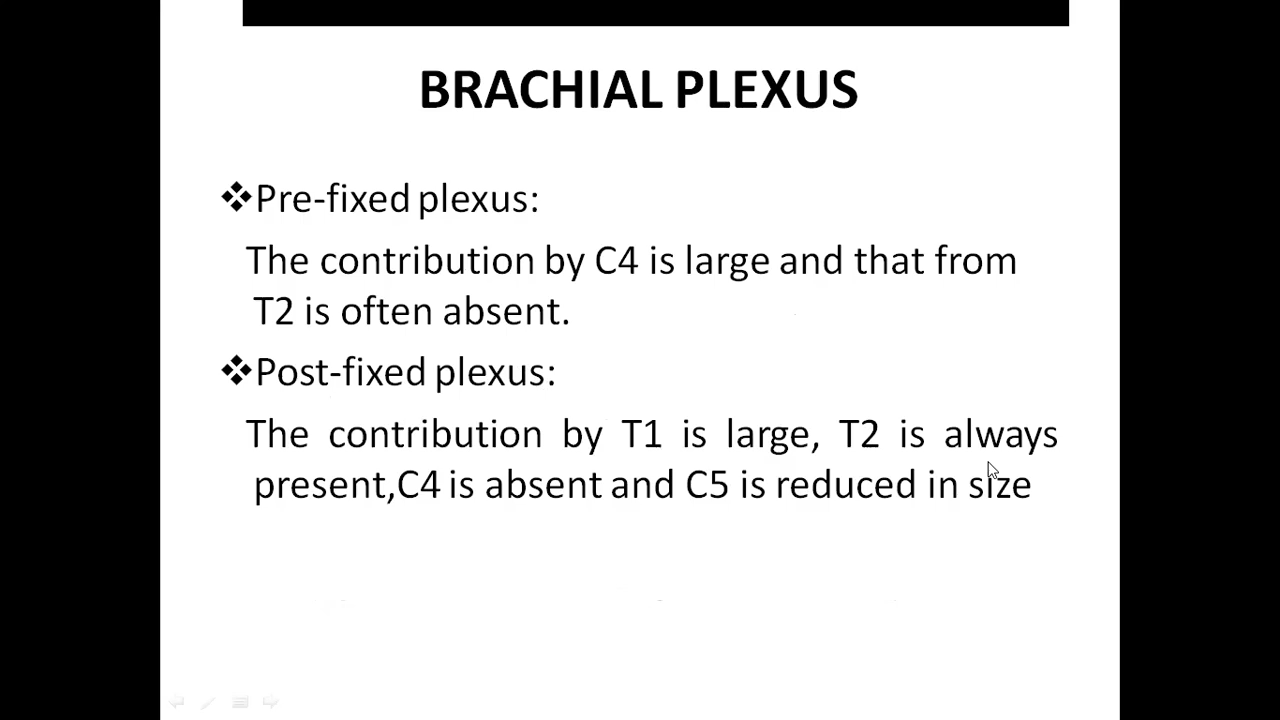 BRACHIAL PLEXUS
❖Pre-fixed plexus:
The contribution by C4 is large and that from
T2 is often absent.
❖Post-fixed plexus:
The contribution by T1 is large, T2 is always
present,C4 is absent and C5 is reduced in size